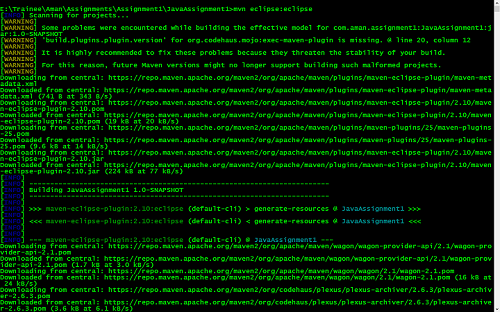 E:\Trainee\Aman\Assignments\Assignment1\JavaAssignment1>mvn eclipse:eclipse
[INFO] Scanning for projects...
[WARNING]
[WARNING] Some problems were encountered while building the effective model for com.aman.assignment1:JavaAssignment1:j
ar:1.0-SNAPSHOT
[WARNING] 'build.plugins.plugin.version' for org.codehaus.mojo:exec-maven-plugin is missing. @ line 20, column 12
[WARNING]
[WARNING] It is highly recommended to fix these problems because they threaten the stability of your build.
[WARNING]
[WARNING] For this reason, future Maven versions might no longer support building such malformed projects.
[WARNING]
Downloading from central: https://repo.maven.apache.org/maven2/org/apache/maven/plugins/maven-eclipse-plugin/maven-met
adata.xml
Downloaded from central: https://repo.maven.apache.org/maven2/org/apache/maven/plugins/maven-eclipse-plugin/maven-meta
data.xml (741 B at 343 B/s)
Downloading from central: https://repo.maven.apache.org/maven2/org/apache/maven/plugins/maven-eclipse-plugin/2.10/mave
n-eclipse-plugin-2.10.pom
Downloaded from central: https://repo.maven.apache.org/maven2/org/apache/maven/plugins/maven-eclipse-plugin/2.10/maven
-eclipse-plugin-2.10.pom (19 kB at 20 kB/s)
Downloading from central: https://repo.maven.apache.org/maven2/org/apache/maven/plugins/maven-plugins/25/maven-plugins
-25.pom
Downloaded from central: https://repo.maven.apache.org/maven2/org/apache/maven/plugins/maven-plugins/25/maven-plugins-
25.pom (9.6 kB at 14 kB/s)
Downloading from central: https://repo.maven.apache.org/maven2/org/apache/maven/plugins/maven-eclipse-plugin/2.10/mave
n-eclipse-plugin-2.10.jar
Downloaded from central: https://repo.maven.apache.org/maven2/org/apache/maven/plugins/maven-eclipse-plugin/2.10/maven
-eclipse-plugin-2.10.jar (224 kB at 77 kB/s)
[INFO]
[INFO] ------------------------------------------------------------------------
[INFO] Building JavaAssignment1 1.0-SNAPSHOT
[INFO] ------------------------------------------------------------------------
[INFO]
[INFO] >>> maven-eclipse-plugin:2.10:eclipse (default-cli) > generate-resources @ JavaAssignment1 >>>
[INFO]
[INFO] <<< maven-eclipse-plugin:2.10:eclipse (default-cli) < generate-resources @ JavaAssignment1 <<<
[INFO]
[INFO]
[INFO] --- maven-eclipse-plugin:2.10:eclipse (default-cli) @ JavaAssignment1 ---
Downloading from central: https://repo.maven.apache.org/maven2/org/apache/maven/wagon/wagon-provider-api/2.1/wagon-pro
vider-api-2.1.pom
Downloaded from central: https://repo.maven.apache.org/maven2/org/apache/maven/wagon/wagon-provider-api/2.1/wagon-prov
ider-api-2.1.pom (1.7 kB at 3.0 kB/s)
Downloading from central: https://repo.maven.apache.org/maven2/org/apache/maven/wagon/wagon/2.1/wagon-2.1.pom
Downloaded from central: https://repo.maven.apache.org/maven2/org/apache/maven/wagon/wagon/2.1/wagon-2.1.pom (16 kB at
24 kB/s)
Downloading from central: https://repo.maven.apache.org/maven2/org/codehaus/plexus/plexus-archiver/2.6.3/plexus-archiv
er-2.6.3.pom
Downloaded from central: https://repo.maven.apache.org/maven2/org/codehaus/plexus/plexus-archiver/2.6.3/plexus-archive
r-2.6.3.pom (3.6 kB at 6.1 kB/s)